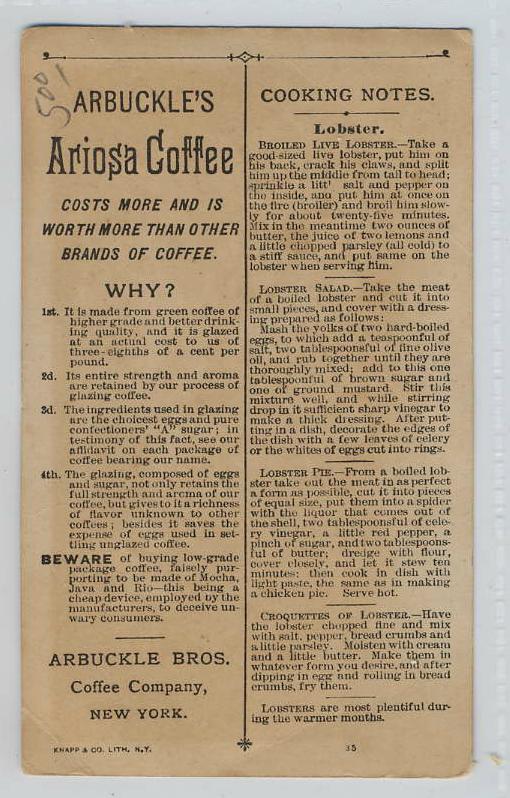 500
ARBUCKLE'S
Ariosa Coffee
COSTS MORE AND IS
WORTH MORE THAN OTHER
BRANDS OF COFFEE.
WHY?
1st. It is made from green coffee of
higher grade and better drink-
ing quality, and it is glazed
at an actual cost to us of
three-eighths of a cent per
pound.
2d. Its entire strength and aroma
are retained by our process of
glazing coffee.
3d. The ingredients used in glazing
are the choicest eggs and pure
confectioners' "A" sugar; in
testimony of this fact, see our
affidavit on each package of
coffee bearing our name.
4th. The glazing, composed of eggs
and sugar, not only retains the
full strength and aroma of our
coffee, but gives to it a richness
of flavor unknown to other
coffees; besides it saves the
expense of eggs used in set-
tling unglazed coffee.
BEWARE of buying low-grade
package coffee, falsely pur-
porting to be made of Mocha,
Java and Rio—this being a
cheap device, employed by the
manufacturers, to deceive un-
wary consumers.
ARBUCKLE BROS.
Coffee Company,
NEW YORK.
KNAPP & CO. LITH. N.Y.
COOKING NOTES.
Lobster.
BROILED LIVE LOBSTER.—Take a
good-sized live lobster, put him on
his back, crack his claws, and split
him up the middle from tail to head;
sprinkle a litt' salt and pepper on
the inside, and put him at once on
the fire (broiler) and broil him slow-
ly for about twenty-five minutes.
Mix in the meantime two ounces of
butter, the juice of two lemons and
a little chopped parsley (all cold) to
a stiff sauce, and put same on the
lobster when serving him.
LOBSTER SALAD.—Take the meat
of a boiled lobster and cut it into
small pieces, and cover with a dress-
ing prepared as follows:
Mash the yolks of two hard-boiled
eggs, to which add a teaspoonful of
salt, two tablespoonsful of fine olive
oil, and rub together until they are
thoroughly mixed; add to this one
tablespoonful of brown sugar and
one of ground mustard. Stir this
mixture well, and while stirring
drop in it sufficient sharp vinegar to
make a thick dressing. After put-
ting in a dish, decorate the edges of
the dish with a few leaves of celery
or the whites of eggs cut into rings.
LOBSTER PIE.—From a boiled lob-
ster take out the meat in as perfect
a form as possible, cut it into pieces
of equal size, put them into a spider
with the liquor that comes out of
the shell, two tablespoonsful of cele-
ry vinegar, a little red pepper, a
pinch of sugar, and two tablespoons-
ful of butter; dredge with flour,
cover closely, and let it stew ten
minutes: then cook in dish with
light paste, the same as in making
a chicken pie. Serve hot.
CROQUETTES OF LOBSTER.—Have
the lobster chopped fine and mix
with salt, pepper, bread crumbs and
a little parsley. Moisten with cream
and a little butter. Make them in
whatever form you desire, and after
dipping in egg and rolling in bread
crumbs, fry them.
LOBSTERS are most plentiful dur-
ing the warmer months.
35